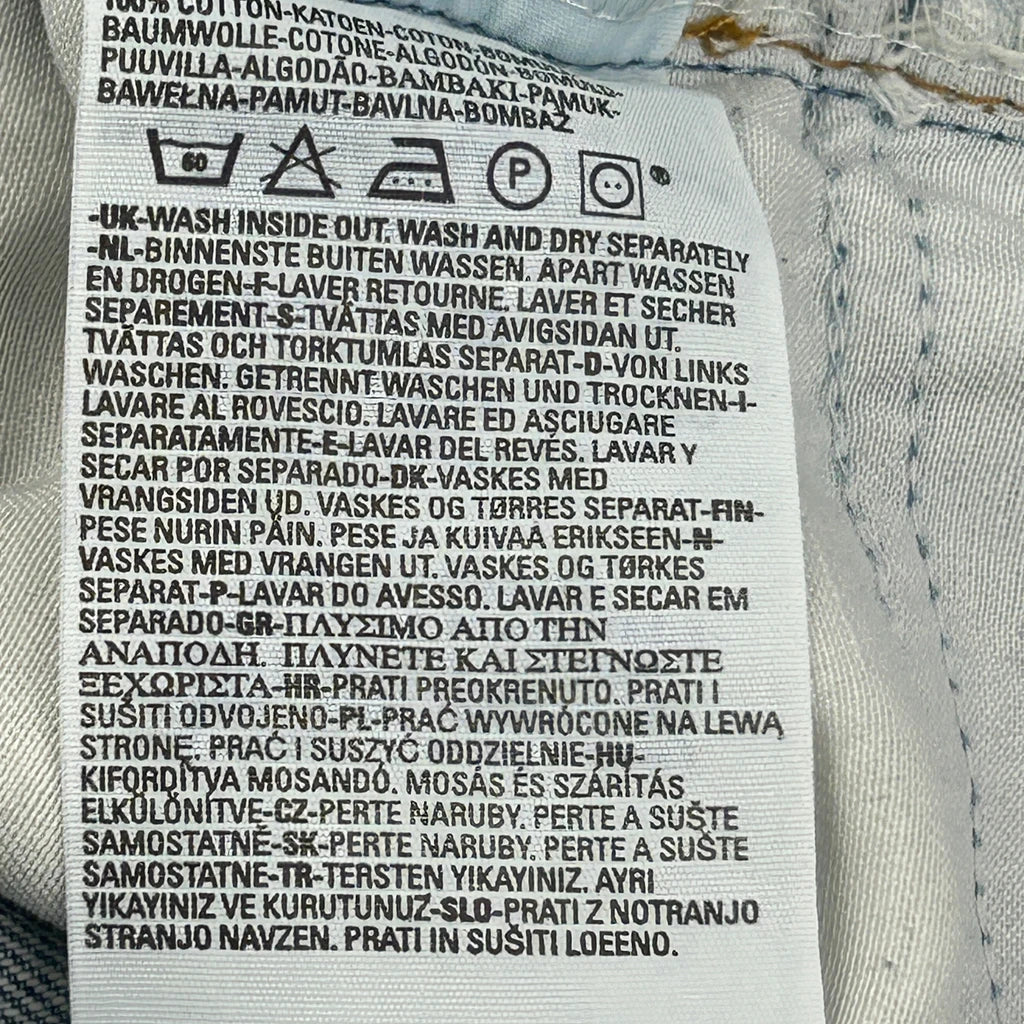 100% COTTON-KATOEN-COTON-BOMULL-
BAUMWOLLE-COTONE-ALGODÓN-BOMULD-
PUUVILLA-ALGODÃO-BAMBAKI-PAMUK-
BAWEŁNA-PAMUT-BAVLNA-BOMBAŽ
60 P ®
-UK-WASH INSIDE OUT. WASH AND DRY SEPARATELY
-NL-BINNENSTE BUITEN WASSEN. APART WASSEN
EN DROGEN-F-LAVER RETOURNE. LAVER ET SECHER
SEPAREMENT-S-TVÄTTAS MED AVIGSIDAN UT.
TVÄTTAS OCH TORKTUMLAS SEPARAT-D-VON LINKS
WASCHEN. GETRENNT WASCHEN UND TROCKNEN-I-
LAVARE AL ROVESCIO. LAVARE ED ASCIUGARE
SEPARATAMENTE-E-LAVAR DEL REVÉS. LAVAR Y
SECAR POR SEPARADO-DK-VASKES MED
VRANGSIDEN UD. VASKES OG TØRRES SEPARAT-FIN-
PESE NURIN PÄIN. PESE JA KUIVAA ERIKSEEN-N-
VASKES MED VRANGEN UT. VASKES OG TØRKES
SEPARAT-P-LAVAR DO AVESSO. LAVAR E SECAR EM
SEPARADO-GR-ΠΛΥΣΙΜΟ ΑΠΟ ΤΗΝ
ΑΝΑΠΟΔΗ. ΠΛΥΝΕΤΕ ΚΑΙ ΣΤΕΓΝΩΣΤΕ
ΞΕΧΩΡΙΣΤΑ-HR-PRATI PREOKRENUTO. PRATI I
SUŠITI ODVOJENO-PL-PRAĆ WYWRÓCONE NA LEWĄ
STRONĘ. PRAĆ I SUSZYĆ ODDZIELNIE-HU-
KIFORDÍTVA MOSANDÓ. MOSÁS ÉS SZÁRÍTÁS
ELKÜLÖNÍTVE-CZ-PERTE NARUBY. PERTE A SUŠTE
SAMOSTATNĚ-SK-PERTE NARUBY. PERTE A SUŠTE
SAMOSTATNE-TR-TERSTEN YIKAYINIZ. AYRI
YIKAYINIZ VE KURUTUNUZ-SLO-PRATI Z NOTRANJO
STRANJO NAVZEN. PRATI IN SUŠITI LOEENO.